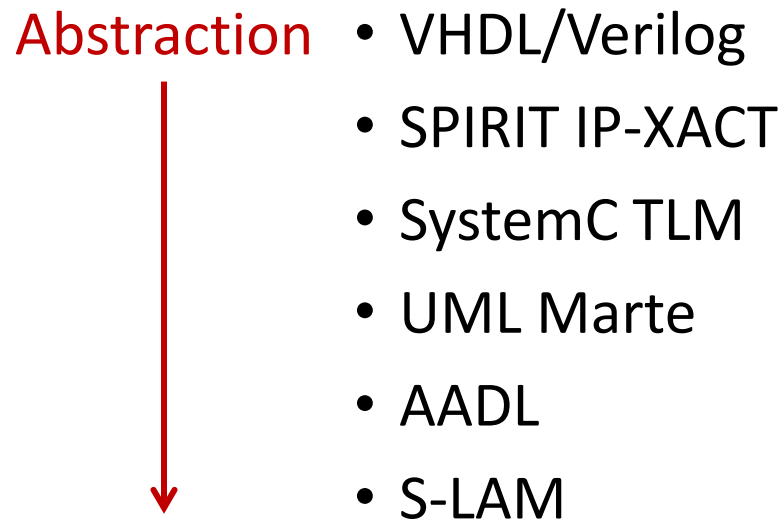 Abstraction
• VHDL/Verilog
• SPIRIT IP-XACT
• SystemC TLM
• UML Marte
• AADL
• S-LAM